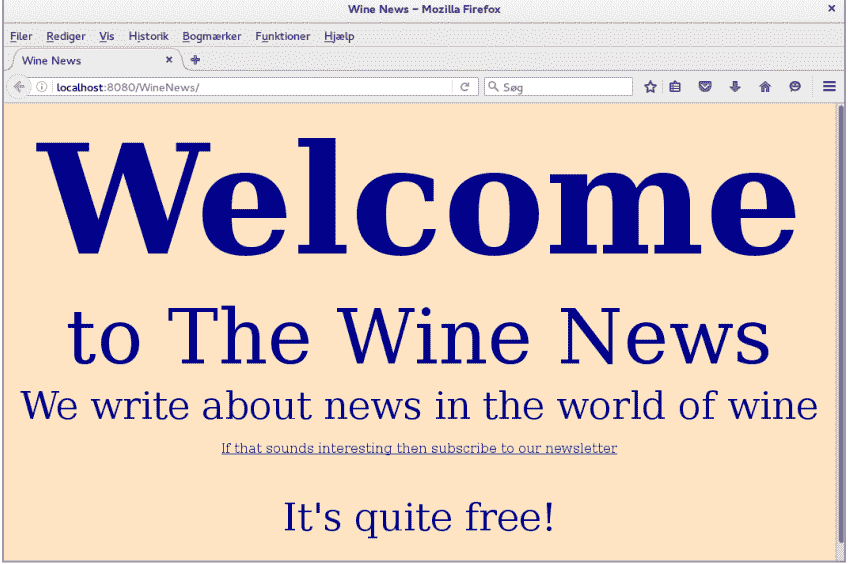 Wine News - Mozilla Firefox
Filer Rediger Vis Historik Bogmærker Funktioner Hjælp
Wine News
localhost:8080/WineNews/ Søg
Welcome
to The Wine News
We write about news in the world of wine
If that sounds interesting then subscribe to our newsletter
It's quite free!